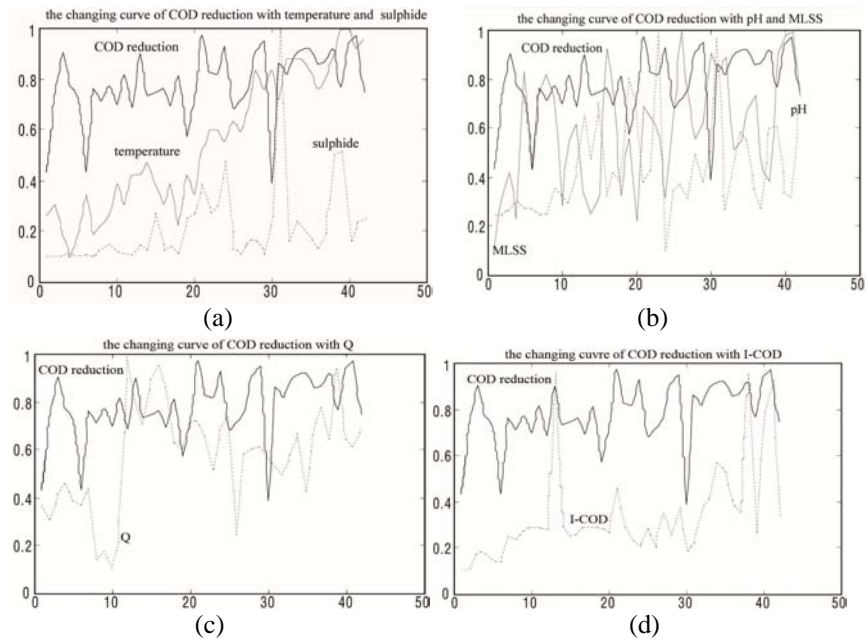 the changing curve of COD reduction with temperature and sulphide
1
COD reduction
0.8
0.6
temperature
sulphide
0.4
0.2
0
0 10 20 30 40 50
(a)
the changing curve of COD reduction with pH and MLSS
1
COD reduction
0.8
pH
0.6
0.4
0.2
MLSS
0
0 10 20 30 40 50
(b)
the changing curve of COD reduction with Q
1
COD reduction
0.8
0.6
0.4
0.2
Q
0
0 10 20 30 40 50
(c)
the changing cuvre of COD reduction with I-COD
1
COD reduction
0.8
0.6
0.4
I-COD
0.2
0
0 10 20 30 40 50
(d)